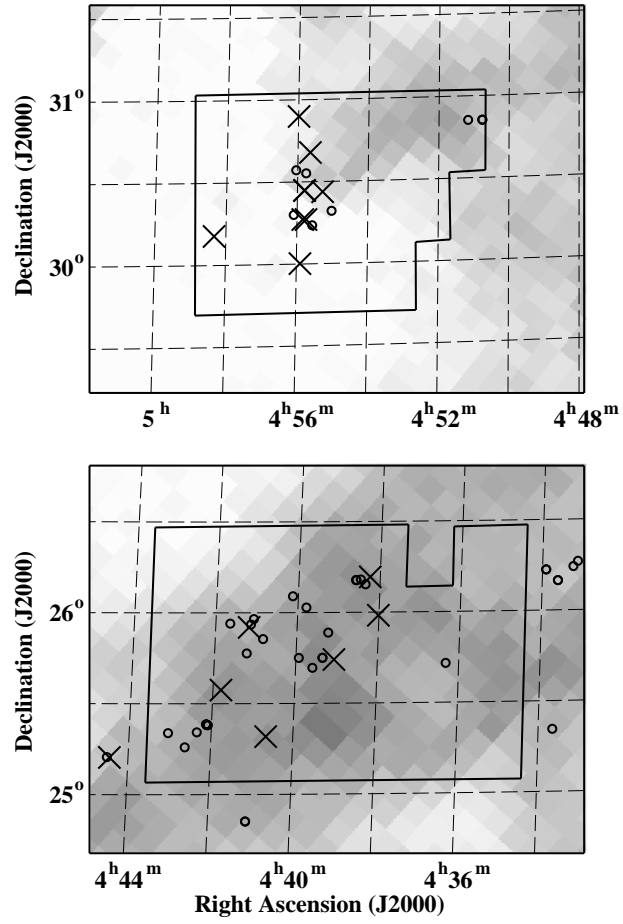 Declination (J2000)
31°
30°
5ʰ
4ʰ56ᵐ
4ʰ52ᵐ
4ʰ48ᵐ
Declination (J2000)
26°
25°
4ʰ44ᵐ
4ʰ40ᵐ
4ʰ36ᵐ
Right Ascension (J2000)